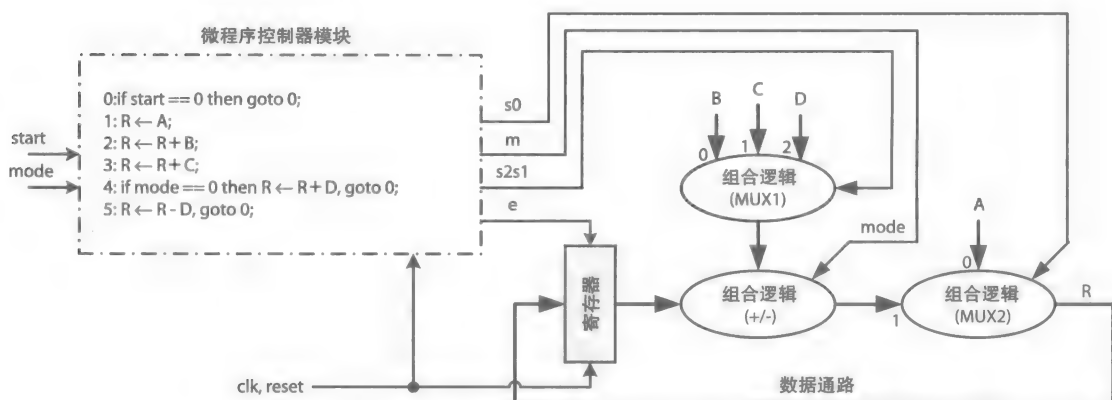 微程序控制器模块
0:if start == 0 then goto 0;
1: R ← A;
2: R ← R + B;
3: R ← R + C;
4: if mode == 0 then R ← R + D, goto 0;
5: R ← R - D, goto 0;
start
mode
s0
m
s2s1
e
B
C
D
0
1
2
组合逻辑
(MUX1)
mode
A
0
寄存器
组合逻辑
(+/-)
1
组合逻辑
(MUX2)
R
clk, reset
数据通路